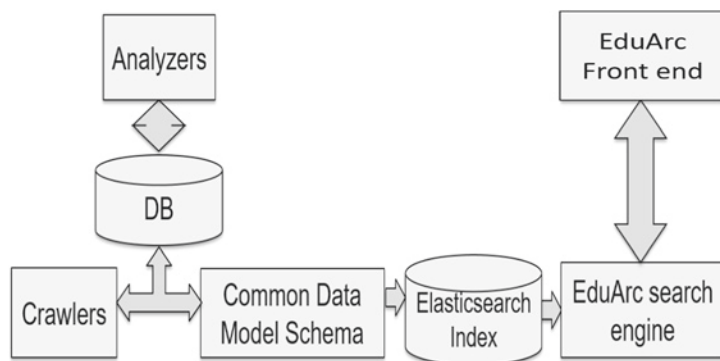 Analyzers
EduArc
Front end
DB
Crawlers
Common Data
Model Schema
Elasticsearch
Index
EduArc search
engine